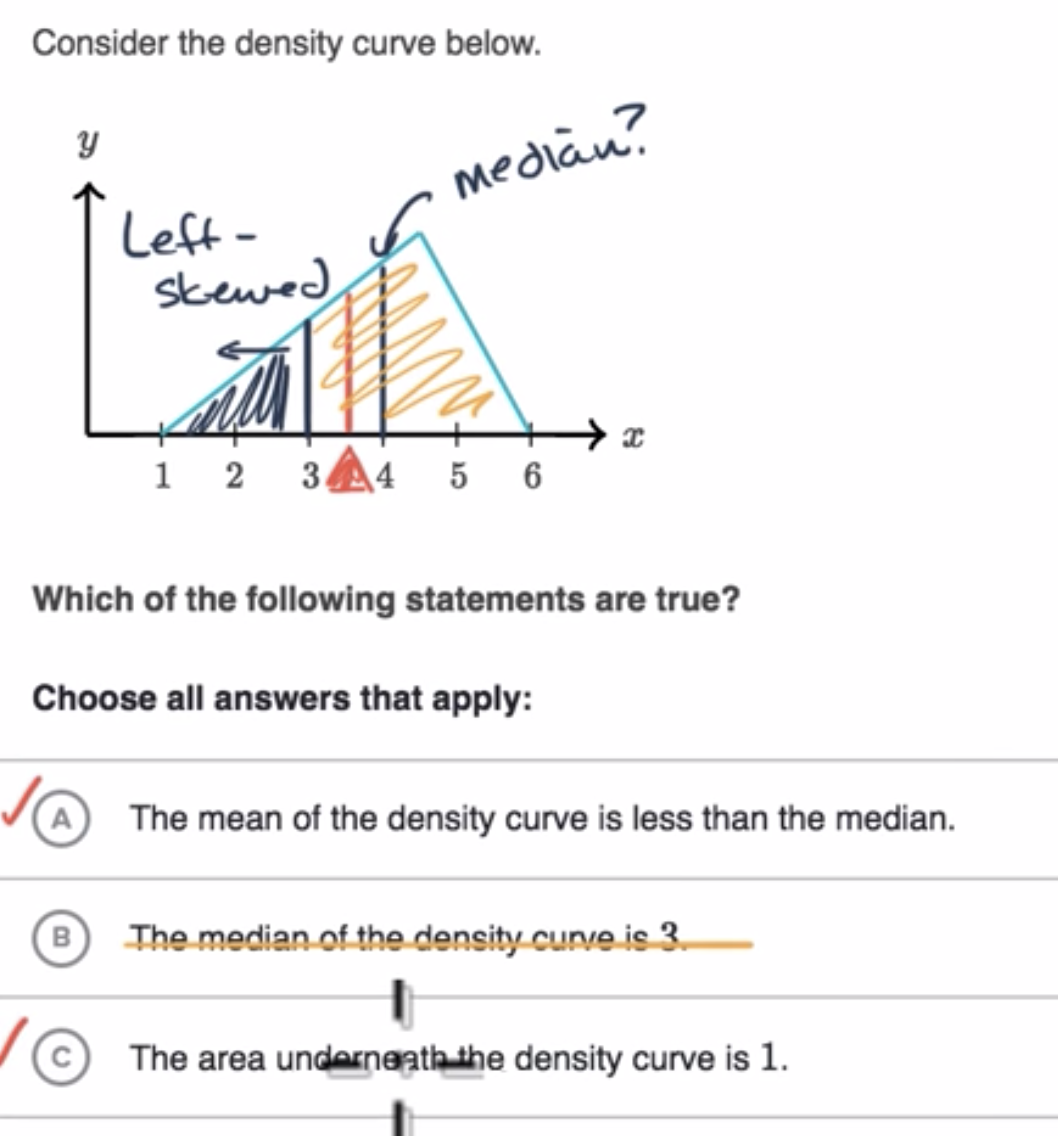 Consider the density curve below.
y
median?
Left-
skewed
x
1 2 3 4 5 6
Which of the following statements are true?
Choose all answers that apply:
A The mean of the density curve is less than the median.
B The median of the density curve is 3.
C The area underneath the density curve is 1.